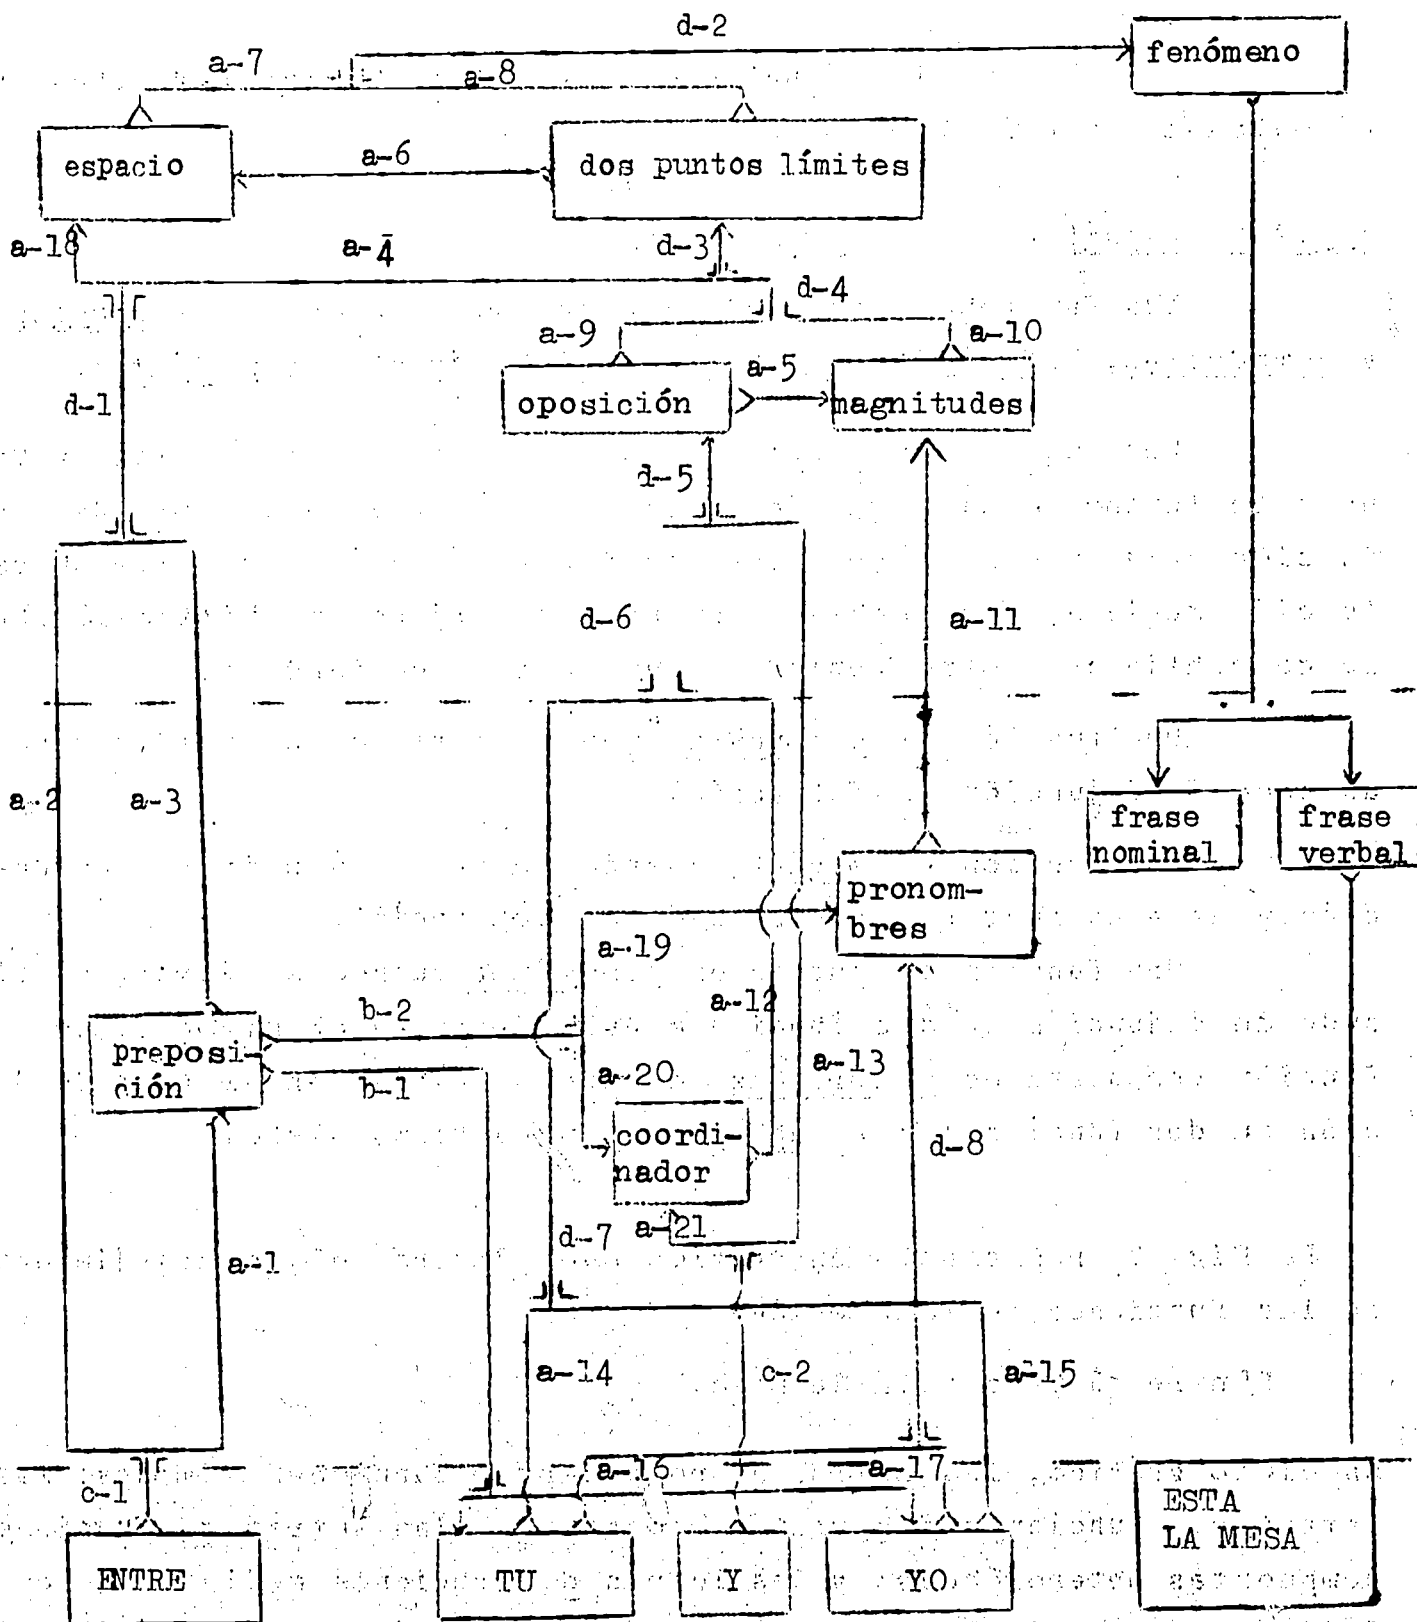 d-2
fenómeno
a-7
a-8
espacio
a-6
dos puntos límites
a-18
a-4
d-3
d-4
a-9
a-10
a-5
oposición
magnitudes
d-1
d-5
d-6
a-11
a-2
a-3
frase
nominal
frase
verbal
pronom-
bres
a-19
a-12
b-2
preposi-
ción
a-20
a-13
b-1
coordi-
nador
d-8
a-21
d-7
a-1
a-14
c-2
a-15
a-16
a-17
c-1
ESTA
LA MESA
ENTRE
TU
Y
YO